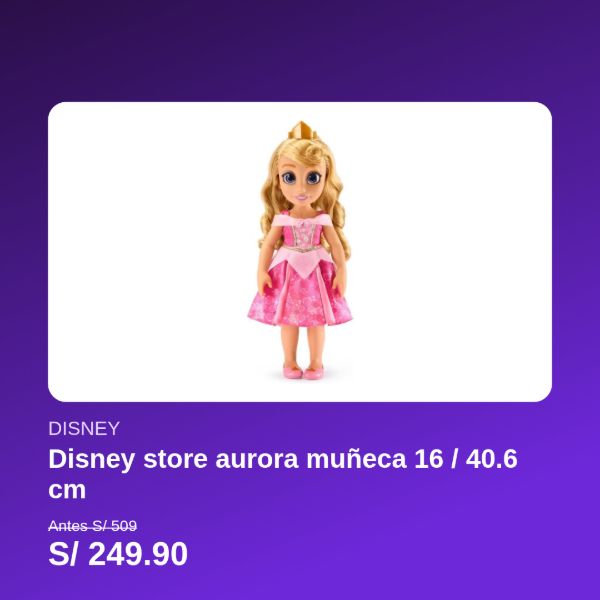 DISNEY
Disney store aurora muñeca 16 / 40.6
cm
Antes S/ 509
S/ 249.90